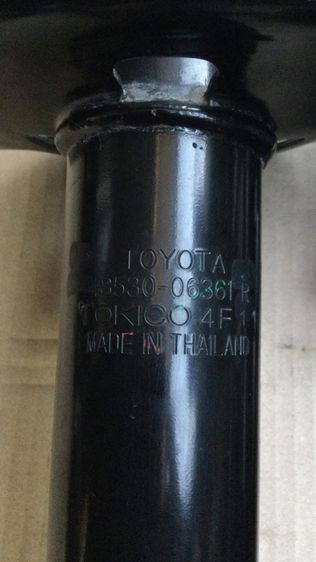 TOYOTA
48530-06361-R
TOKICO 4F11
MADE IN THAILAND